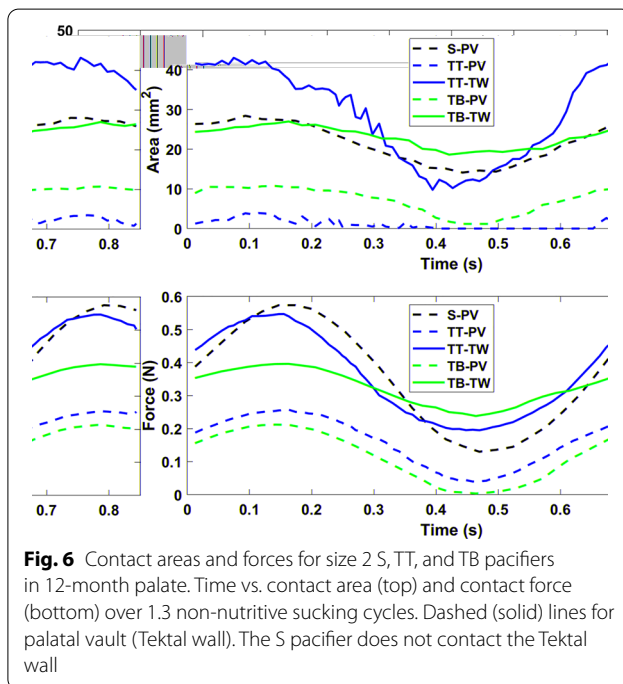 50
40
30
20
10
0
Area (mm²)
S-PV
TT-PV
TT-TW
TB-PV
TB-TW
0.7 0.8 0 0.1 0.2 0.3 0.4 0.5 0.6
Time (s)
0.6
0.5
0.4
0.3
0.2
0.1
0
Force (N)
S-PV
TT-PV
TT-TW
TB-PV
TB-TW
0.7 0.8 0 0.1 0.2 0.3 0.4 0.5 0.6
Time (s)
Fig. 6 Contact areas and forces for size 2 S, TT, and TB pacifiers
in 12-month palate. Time vs. contact area (top) and contact force
(bottom) over 1.3 non-nutritive sucking cycles. Dashed (solid) lines for
palatal vault (Tektal wall). The S pacifier does not contact the Tektal
wall